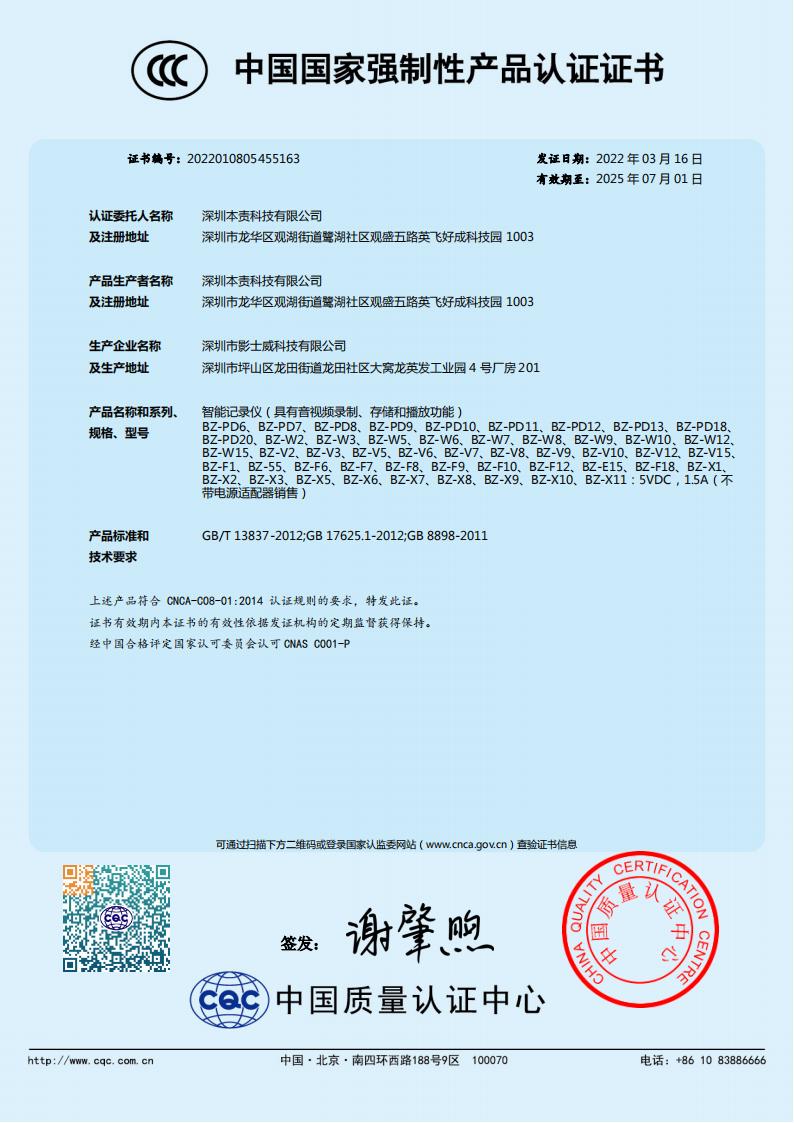 CCC 中国国家强制性产品认证证书
证书编号：2022010805455163
发证日期：2022 年 03 月 16 日
有效期至：2025 年 07 月 01 日
认证委托人名称 深圳本责科技有限公司
及注册地址 深圳市龙华区观湖街道鹭湖社区观盛五路英飞好成科技园 1003
产品生产者名称 深圳本责科技有限公司
及注册地址 深圳市龙华区观湖街道鹭湖社区观盛五路英飞好成科技园 1003
生产企业名称 深圳市影士威科技有限公司
及生产地址 深圳市坪山区龙田街道龙田社区大窝龙英发工业园 4 号厂房 201
产品名称和系列、 智能记录仪（具有音视频录制、存储和播放功能）
规格、型号 BZ-PD6、BZ-PD7、BZ-PD8、BZ-PD9、BZ-PD10、BZ-PD11、BZ-PD12、BZ-PD13、BZ-PD18、
BZ-PD20、BZ-W2、BZ-W3、BZ-W5、BZ-W6、BZ-W7、BZ-W8、BZ-W9、BZ-W10、BZ-W12、
BZ-W15、BZ-V2、BZ-V3、BZ-V5、BZ-V6、BZ-V7、BZ-V8、BZ-V9、BZ-V10、BZ-V12、BZ-V15、
BZ-F1、BZ-55、BZ-F6、BZ-F7、BZ-F8、BZ-F9、BZ-F10、BZ-F12、BZ-E15、BZ-F18、BZ-X1、
BZ-X2、BZ-X3、BZ-X5、BZ-X6、BZ-X7、BZ-X8、BZ-X9、BZ-X10、BZ-X11：5VDC，1.5A（不
带电源适配器销售）
产品标准和 GB/T 13837-2012;GB 17625.1-2012;GB 8898-2011
技术要求
上述产品符合 CNCA-C08-01:2014 认证规则的要求，特发此证。
证书有效期内本证书的有效性依据发证机构的定期监督获得保持。
经中国合格评定国家认可委员会认可 CNAS C001-P
可通过扫描下方二维码或登录国家认监委网站（www.cnca.gov.cn）查验证书信息
CQC
签发： 谢肇煦
CHINA QUALITY CERTIFICATION CENTRE
中国质量认证中心
CQC 中国质量认证中心
http://www.cqc.com.cn 中国·北京·南四环西路188号9区 100070 电话：+86 10 83886666